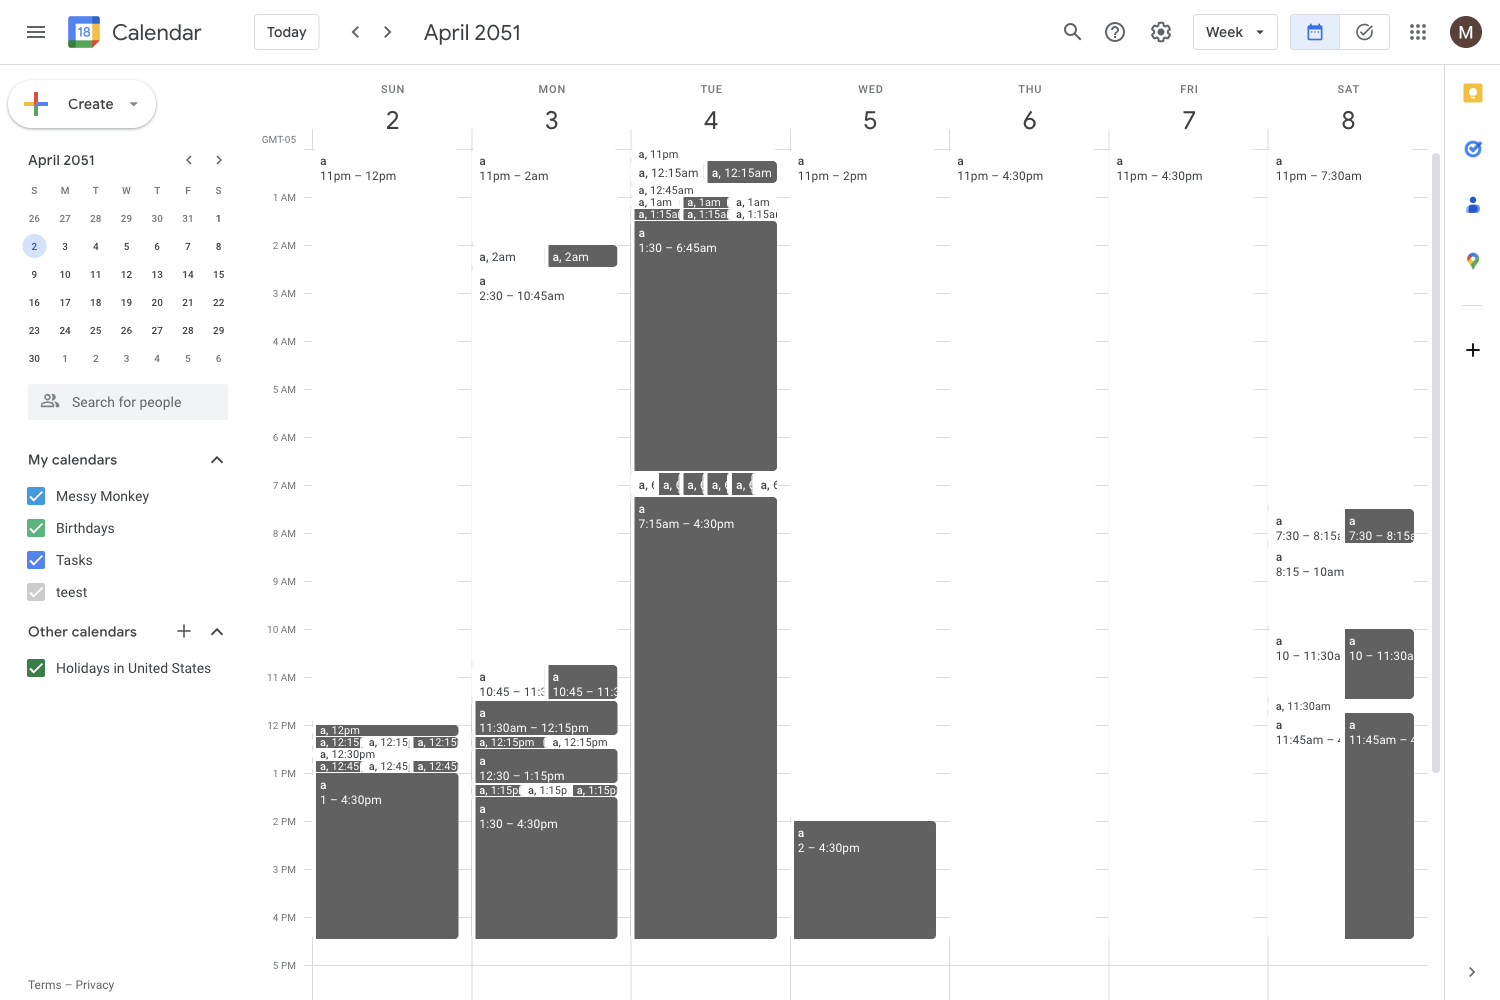 18 Calendar Today April 2051 Week M
Create
April 2051
S M T W T F S
26 27 28 29 30 31 1
2 3 4 5 6 7 8
9 10 11 12 13 14 15
16 17 18 19 20 21 22
23 24 25 26 27 28 29
30 1 2 3 4 5 6
Search for people
My calendars
Messy Monkey
Birthdays
Tasks
teest
Other calendars
Holidays in United States
Terms – Privacy
SUN MON TUE WED THU FRI SAT
2 3 4 5 6 7 8
GMT-05
1 AM
2 AM
3 AM
4 AM
5 AM
6 AM
7 AM
8 AM
9 AM
10 AM
11 AM
12 PM
1 PM
2 PM
3 PM
4 PM
5 PM
a
11pm – 12pm
a, 12pm
a, 12:15 a, 12:15 a, 12:15
a, 12:30pm
a, 12:45 a, 12:45 a, 12:45
a
1 – 4:30pm
a
11pm – 2am
a, 2am a, 2am
a
2:30 – 10:45am
a a
10:45 – 11:3 10:45 – 11:3
a
11:30am – 12:15pm
a, 12:15pm a, 12:15pm
a
12:30 – 1:15pm
a, 1:15p a, 1:15p a, 1:15p
a
1:30 – 4:30pm
a, 11pm
a, 12:15am a, 12:15am
a, 12:45am
a, 1am a, 1am a, 1am
a, 1:15a a, 1:15a a, 1:15a
a
1:30 – 6:45am
a, 6 a, 6 a, 6 a, 6 a, 6 a, 6
a
7:15am – 4:30pm
a
11pm – 2pm
a
2 – 4:30pm
a
11pm – 4:30pm
a
11pm – 4:30pm
a
11pm – 7:30am
a a
7:30 – 8:15a 7:30 – 8:15a
a
8:15 – 10am
a a
10 – 11:30a 10 – 11:30a
a, 11:30am
a a
11:45am – 4 11:45am – 4